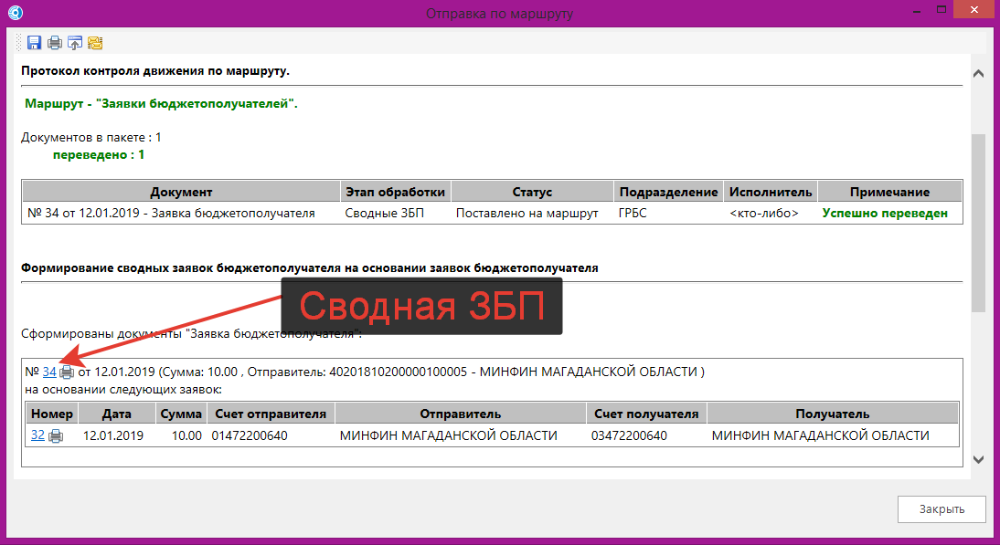 Отправка по маршруту
Протокол контроля движения по маршруту.
Маршрут - "Заявки бюджетополучателей".
Документов в пакете : 1
переведено : 1
Документ Этап обработки Статус Подразделение Исполнитель Примечание
№ 34 от 12.01.2019 - Заявка бюджетополучателя Сводные ЗБП Поставлено на маршрут ГРБС <кто-либо> Успешно переведен
Формирование сводных заявок бюджетополучателя на основании заявок бюджетополучателя
Сводная ЗБП
Сформированы документы "Заявка бюджетополучателя":
№ 34 от 12.01.2019 (Сумма: 10.00 , Отправитель: 40201810200000100005 - МИНФИН МАГАДАНСКОЙ ОБЛАСТИ )
на основании следующих заявок:
Номер Дата Сумма Счет отправителя Отправитель Счет получателя Получатель
32 12.01.2019 10.00 01472200640 МИНФИН МАГАДАНСКОЙ ОБЛАСТИ 03472200640 МИНФИН МАГАДАНСКОЙ ОБЛАСТИ
Закрыть